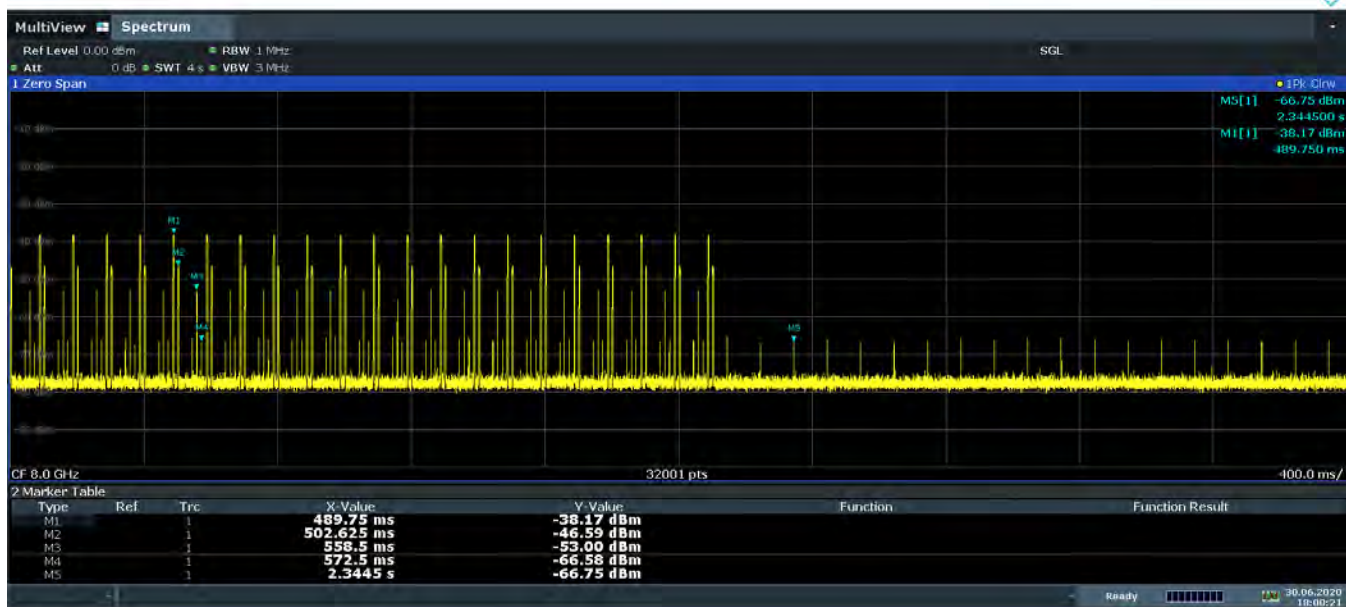 MultiView Spectrum
Ref Level 0.00 dBm RBW 1 MHz SGL
Att 0 dB SWT 4 s VBW 3 MHz
1 Zero Span 1Pk Clrw
M5[1] -66.75 dBm
2.344500 s
M1[1] -38.17 dBm
489.750 ms
M1
M2
M3
M4
M5
CF 8.0 GHz 32001 pts 400.0 ms/
2 Marker Table
Type Ref Trc X-Value Y-Value Function Function Result
M1 1 489.75 ms -38.17 dBm
M2 1 502.625 ms -46.59 dBm
M3 1 558.5 ms -53.00 dBm
M4 1 572.5 ms -66.58 dBm
M5 1 2.3445 s -66.75 dBm
Ready 30.06.2020
18:00:21